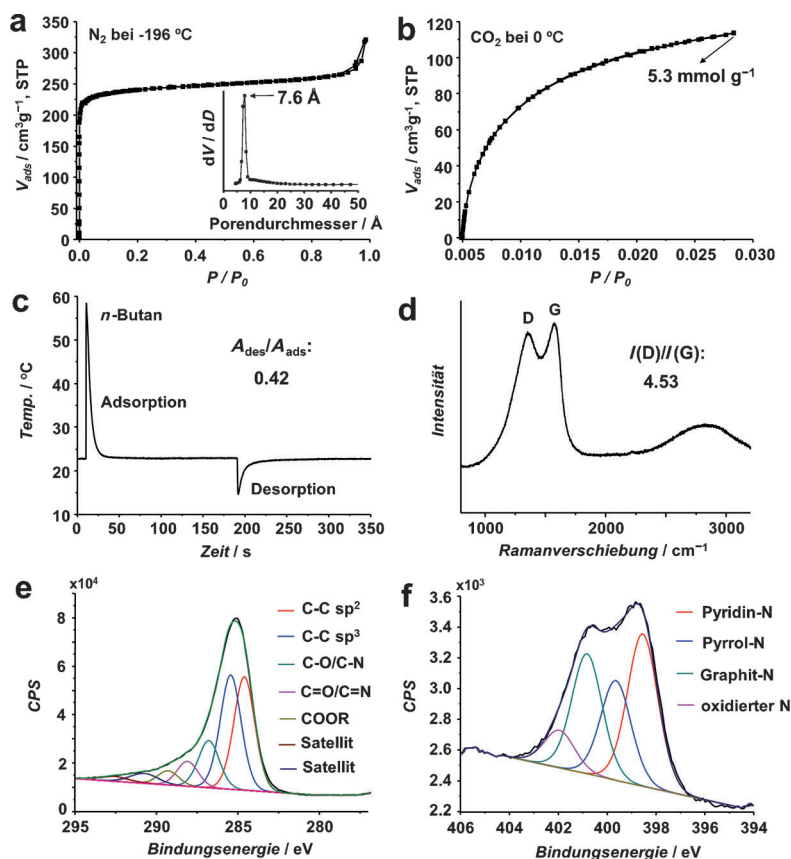 a
N₂ bei -196 ºC
350
300
250
200
150
100
50
0
V_ads / cm³g⁻¹, STP
0.0 0.2 0.4 0.6 0.8 1.0
P / P₀
7.6 Å
dV / dD
0 10 20 30 40 50
Porendurchmesser / Å
b
CO₂ bei 0 ºC
5.3 mmol g⁻¹
120
100
80
60
40
20
0
V_ads / cm³g⁻¹, STP
0.005 0.010 0.015 0.020 0.025 0.030
P / P₀
c
n-Butan
A_des/A_ads:
0.42
Adsorption
Desorption
60
50
40
30
20
10
Temp. / ºC
0 50 100 150 200 250 300 350
Zeit / s
d
D G
I(D)/I(G):
4.53
Intensität
1000 2000 3000
Ramanverschiebung / cm⁻¹
e
x10⁴
10
8
6
4
2
0
CPS
C-C sp²
C-C sp³
C-O/C-N
C=O/C=N
COOR
Satellit
Satellit
295 290 285 280
Bindungsenergie / eV
f
x10³
3.6
3.4
3.2
3.0
2.8
2.6
2.4
2.2
CPS
Pyridin-N
Pyrrol-N
Graphit-N
oxidierter N
406 404 402 400 398 396 394
Bindungsenergie / eV